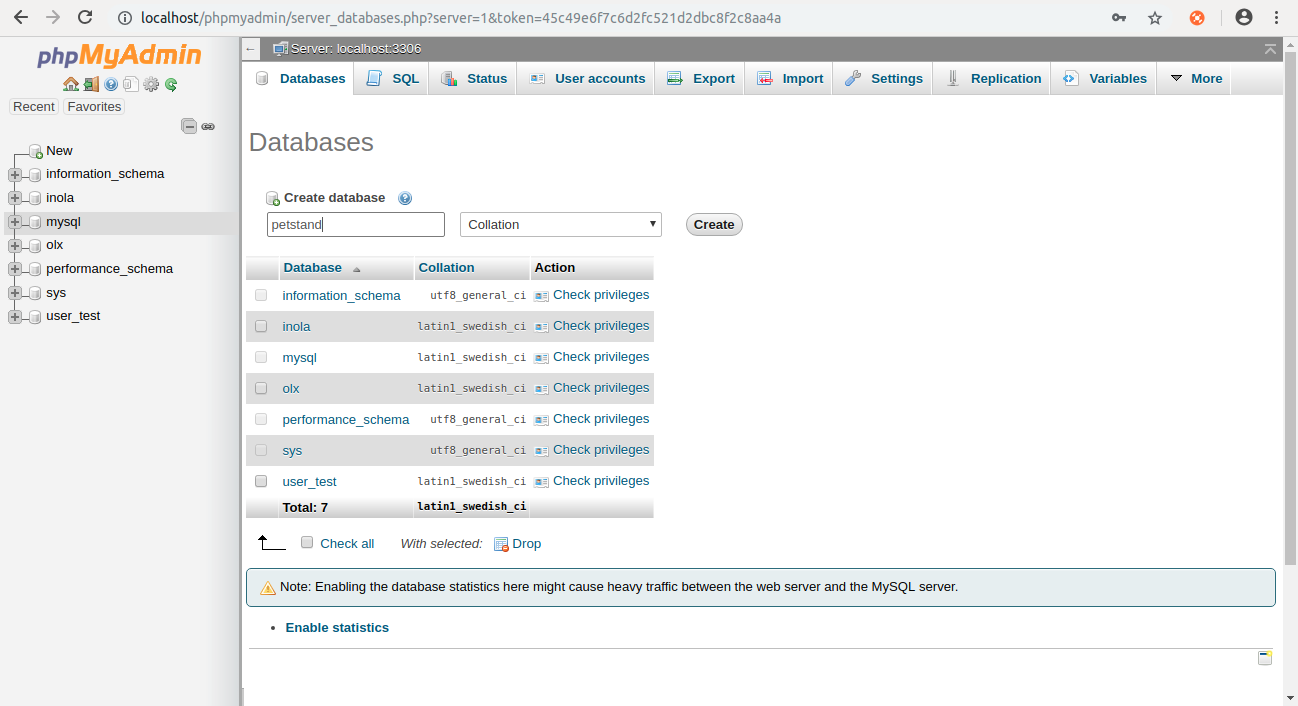 localhost/phpmyadmin/server_databases.php?server=1&token=45c49e6f7c6d2fc521d2dbc8f2c8aa4a
phpMyAdmin
Recent Favorites
New
information_schema
inola
mysql
olx
performance_schema
sys
user_test
Server: localhost:3306
Databases SQL Status User accounts Export Import Settings Replication Variables More
Databases
Create database
petstand Collation Create
Database Collation Action
information_schema utf8_general_ci Check privileges
inola latin1_swedish_ci Check privileges
mysql latin1_swedish_ci Check privileges
olx latin1_swedish_ci Check privileges
performance_schema utf8_general_ci Check privileges
sys utf8_general_ci Check privileges
user_test latin1_swedish_ci Check privileges
Total: 7 latin1_swedish_ci
Check all With selected: Drop
Note: Enabling the database statistics here might cause heavy traffic between the web server and the MySQL server.
• Enable statistics